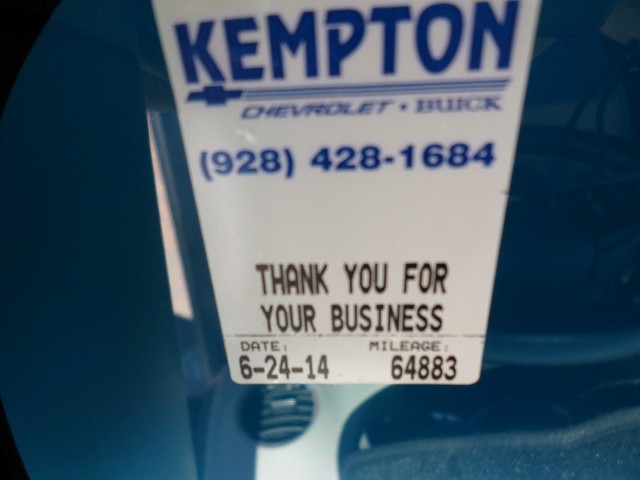 KEMPTON
CHEVROLET • BUICK
(928) 428-1684
THANK YOU FOR
YOUR BUSINESS
DATE: MILEAGE:
6-24-14 64883